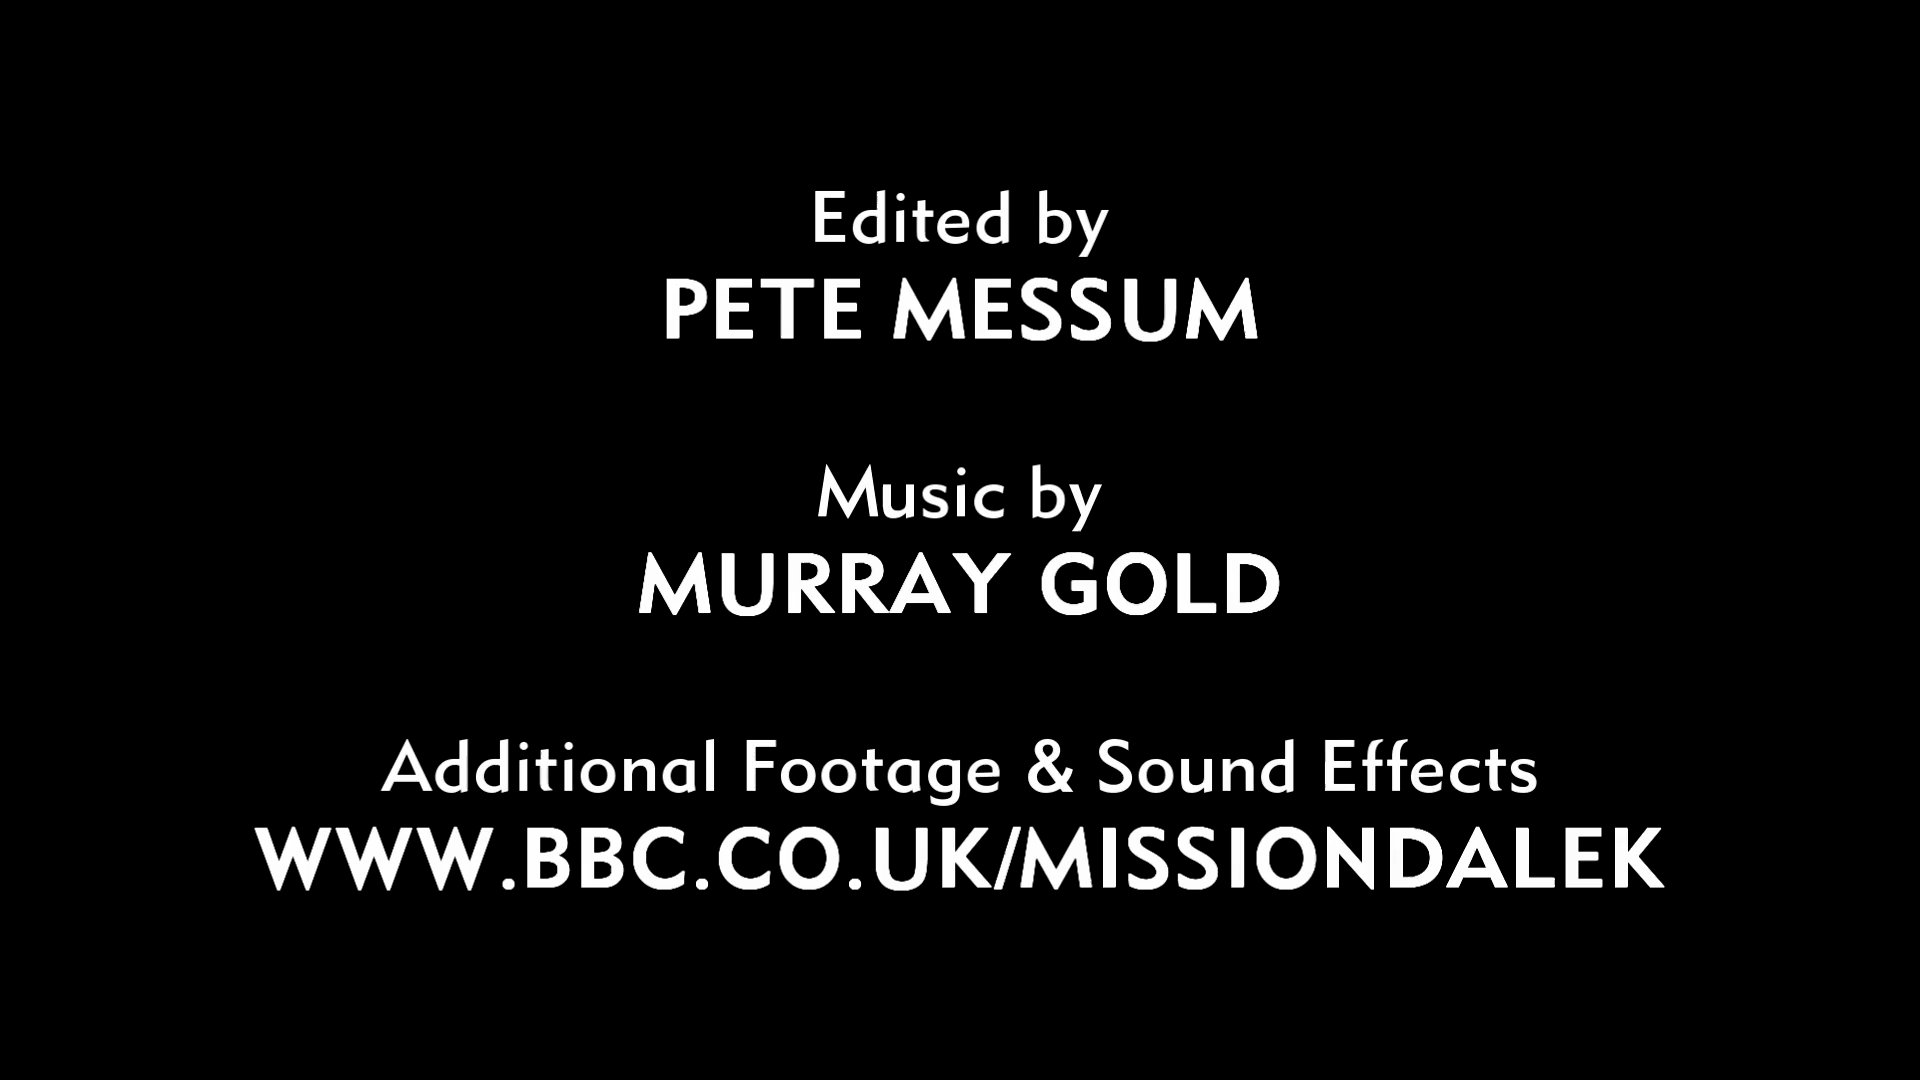 Edited by
PETE MESSUM
Music by
MURRAY GOLD
Additional Footage & Sound Effects
WWW.BBC.CO.UK/MISSIONDALEK